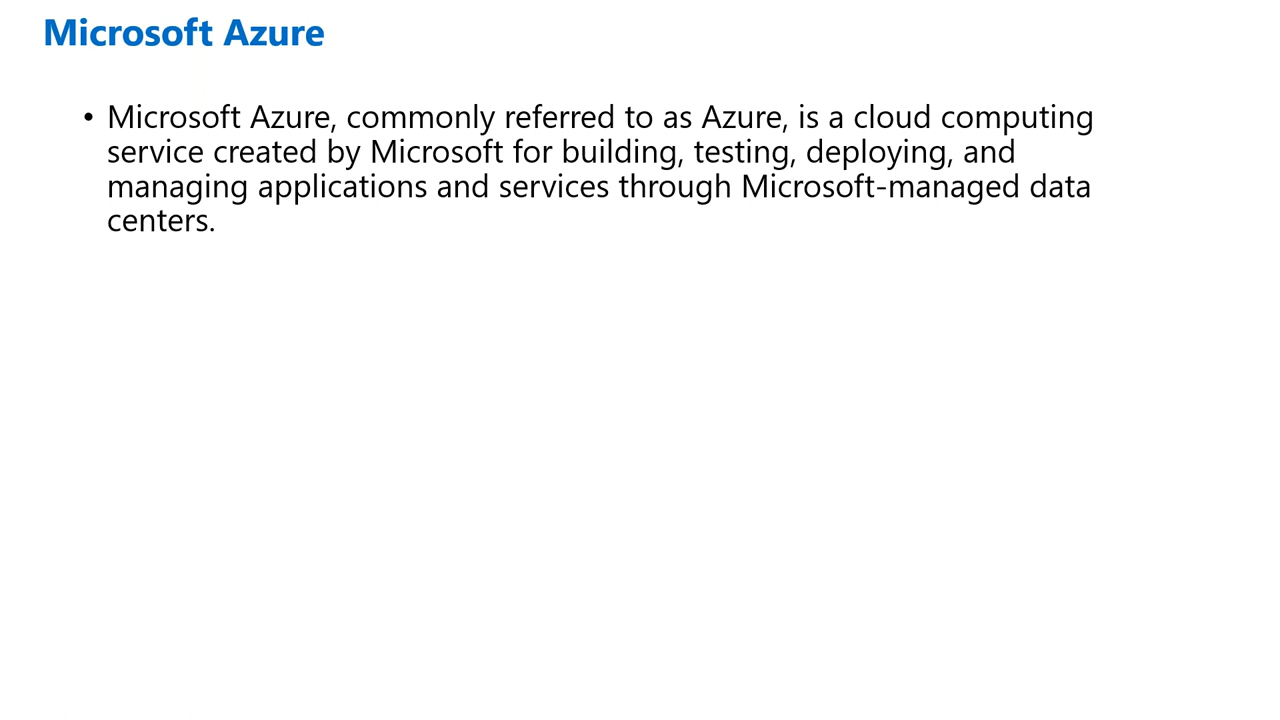 Microsoft Azure
• Microsoft Azure, commonly referred to as Azure, is a cloud computing
service created by Microsoft for building, testing, deploying, and
managing applications and services through Microsoft-managed data
centers.